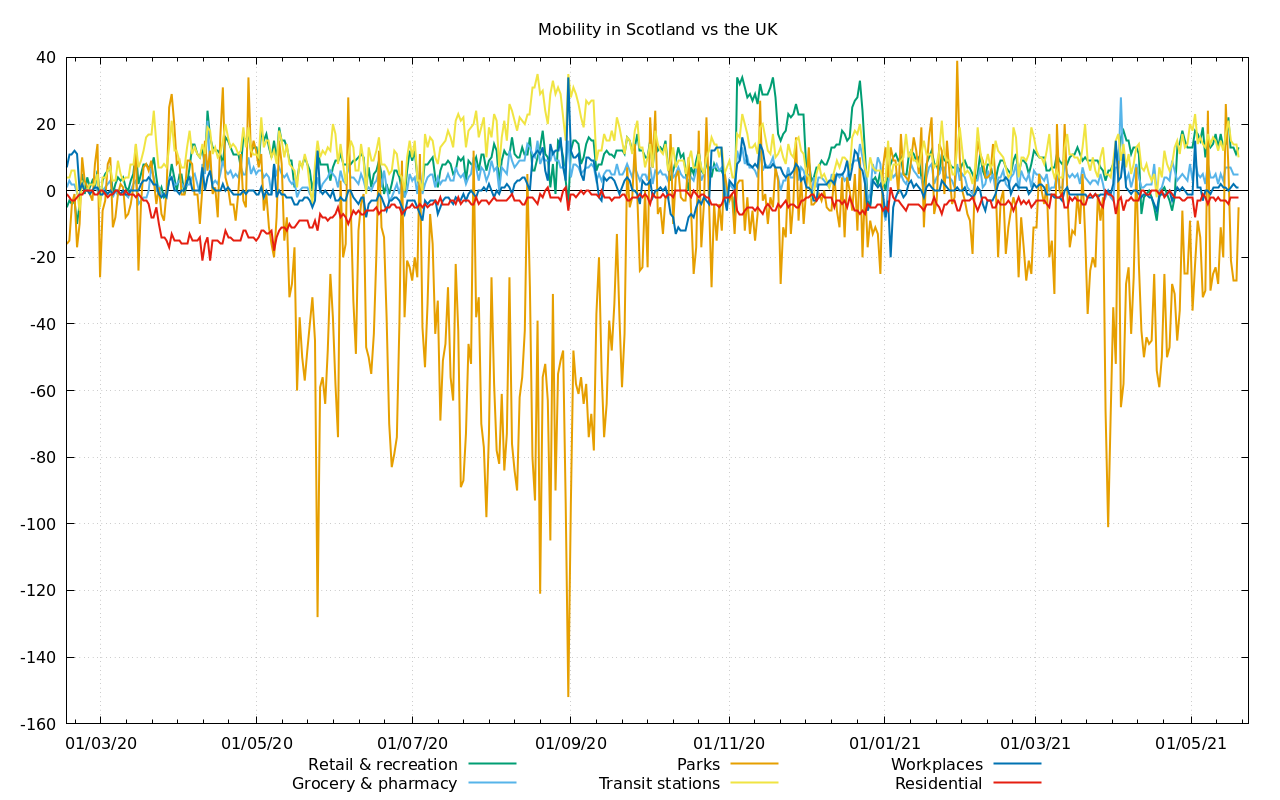 Mobility in Scotland vs the UK
40
20
0
-20
-40
-60
-80
-100
-120
-140
-160
01/03/20 01/05/20 01/07/20 01/09/20 01/11/20 01/01/21 01/03/21 01/05/21
Retail & recreation Parks Workplaces
Grocery & pharmacy Transit stations Residential